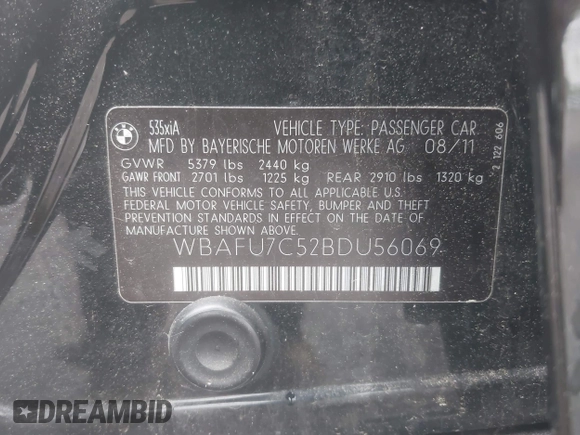 BMW
535xiA VEHICLE TYPE: PASSENGER CAR
MFD BY BAYERISCHE MOTOREN WERKE AG 08/11
GVWR 5379 lbs 2440 kg
GAWR FRONT 2701 lbs 1225 kg REAR 2910 lbs 1320 kg
THIS VEHICLE CONFORMS TO ALL APPLICABLE U.S.
FEDERAL MOTOR VEHICLE SAFETY, BUMPER AND THEFT
PREVENTION STANDARDS IN EFFECT ON THE DATE
OF MANUFACTURE SHOWN ABOVE.
WBAFU7C52BDU56069
2 122 606
DREAMBID